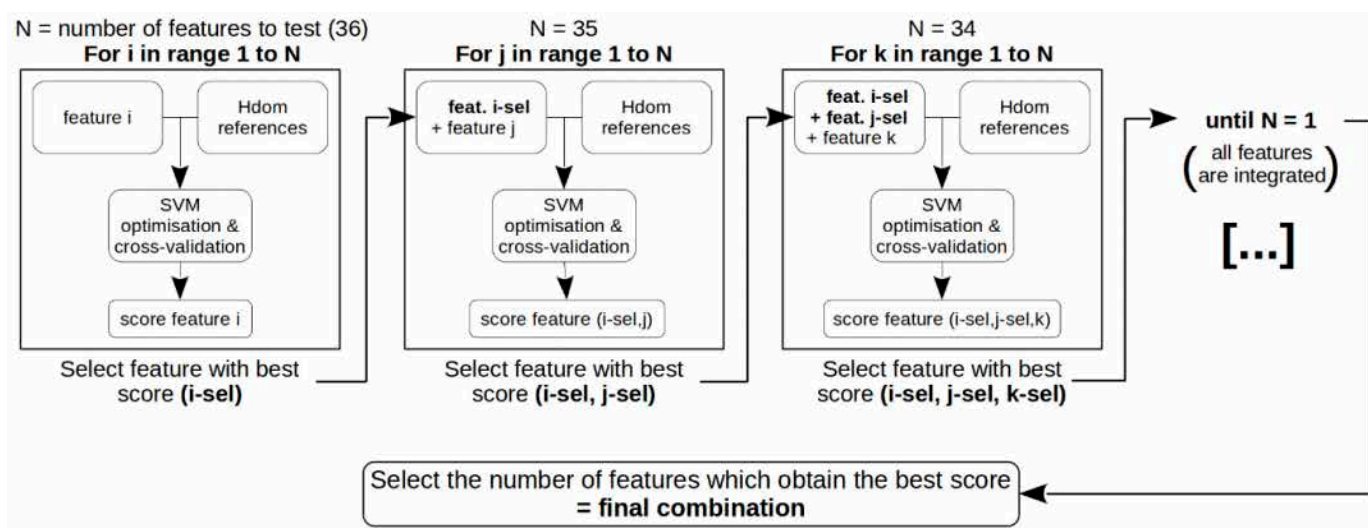 N = number of features to test (36)
For i in range 1 to N
feature i
Hdom
references
SVM
optimisation &
cross-validation
score feature i
Select feature with best
score (i-sel)
N = 35
For j in range 1 to N
feat. i-sel
+ feature j
Hdom
references
SVM
optimisation &
cross-validation
score feature (i-sel,j)
Select feature with best
score (i-sel, j-sel)
N = 34
For k in range 1 to N
feat. i-sel
+ feat. j-sel
+ feature k
Hdom
references
SVM
optimisation &
cross-validation
score feature (i-sel,j-sel,k)
Select feature with best
score (i-sel, j-sel, k-sel)
until N = 1
( all features
are integrated )
[...]
Select the number of features which obtain the best score
= final combination